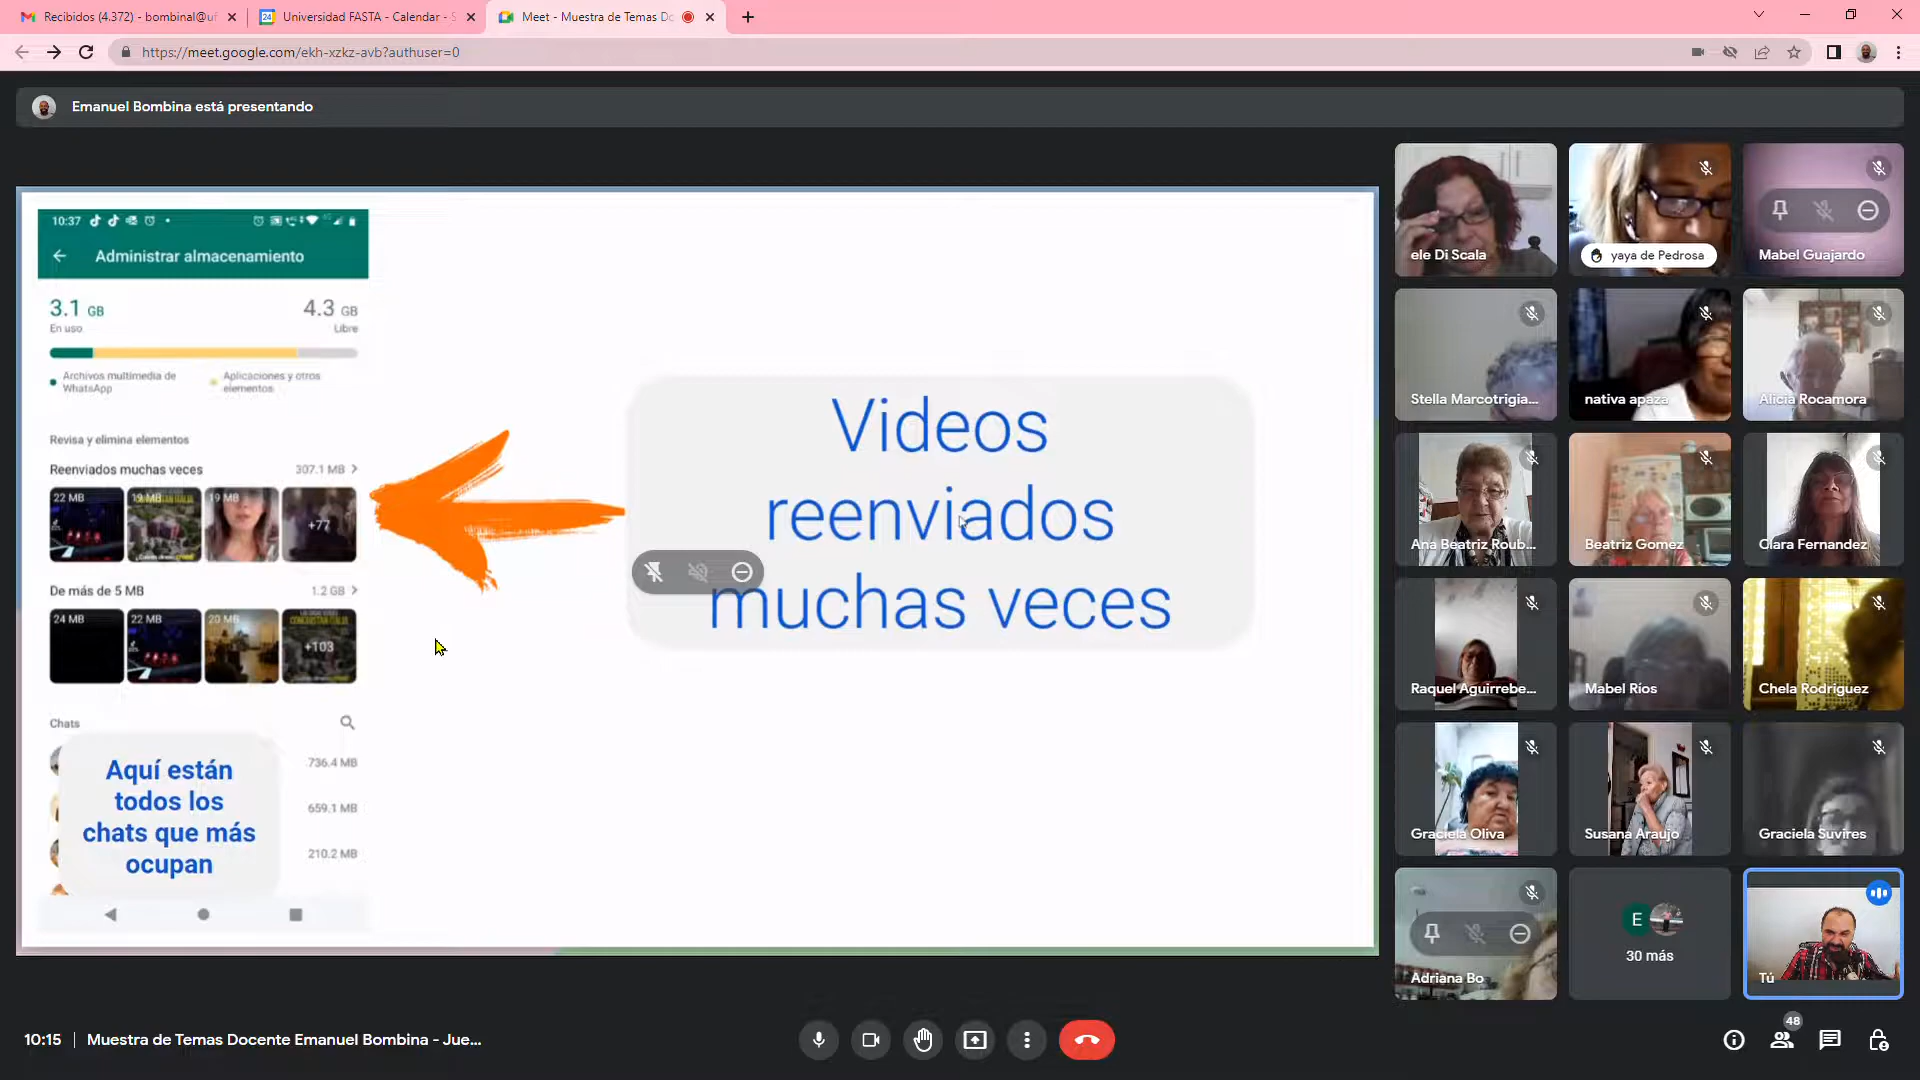 Recibidos (4.372) - bombinal@uf
Universidad FASTA - Calendar - S
Meet - Muestra de Temas Do
https://meet.google.com/ekh-xzkz-avb?authuser=0
Emanuel Bombina está presentando
10:37
Administrar almacenamiento
3.1 GB
4.3 GB
En uso
Libre
Archivos multimedia de
WhatsApp
Aplicaciones y otros
elementos
Revisa y elimina elementos
Reenviados muchas veces
307.1 MB
22 MB
19 MB
19 MB
+77
De más de 5 MB
1.2 GB
24 MB
22 MB
20 MB
+103
Chats
736.4 MB
659.1 MB
210.2 MB
Aquí están
todos los
chats que más
ocupan
Videos
reenviados
muchas veces
ele Di Scala
yaya de Pedrosa
Mabel Guajardo
Stella Marcotrigia...
nativa apaza
Alicia Rocamora
Ana Beatriz Roub...
Beatriz Gomez
Clara Fernandez
Raquel Aguirrebe...
Mabel Ríos
Chela Rodriguez
Graciela Oliva
Susana Araujo
Graciela Suvires
Adriana Bo
E
30 más
Tú
10:15
Muestra de Temas Docente Emanuel Bombina - Jue...
48